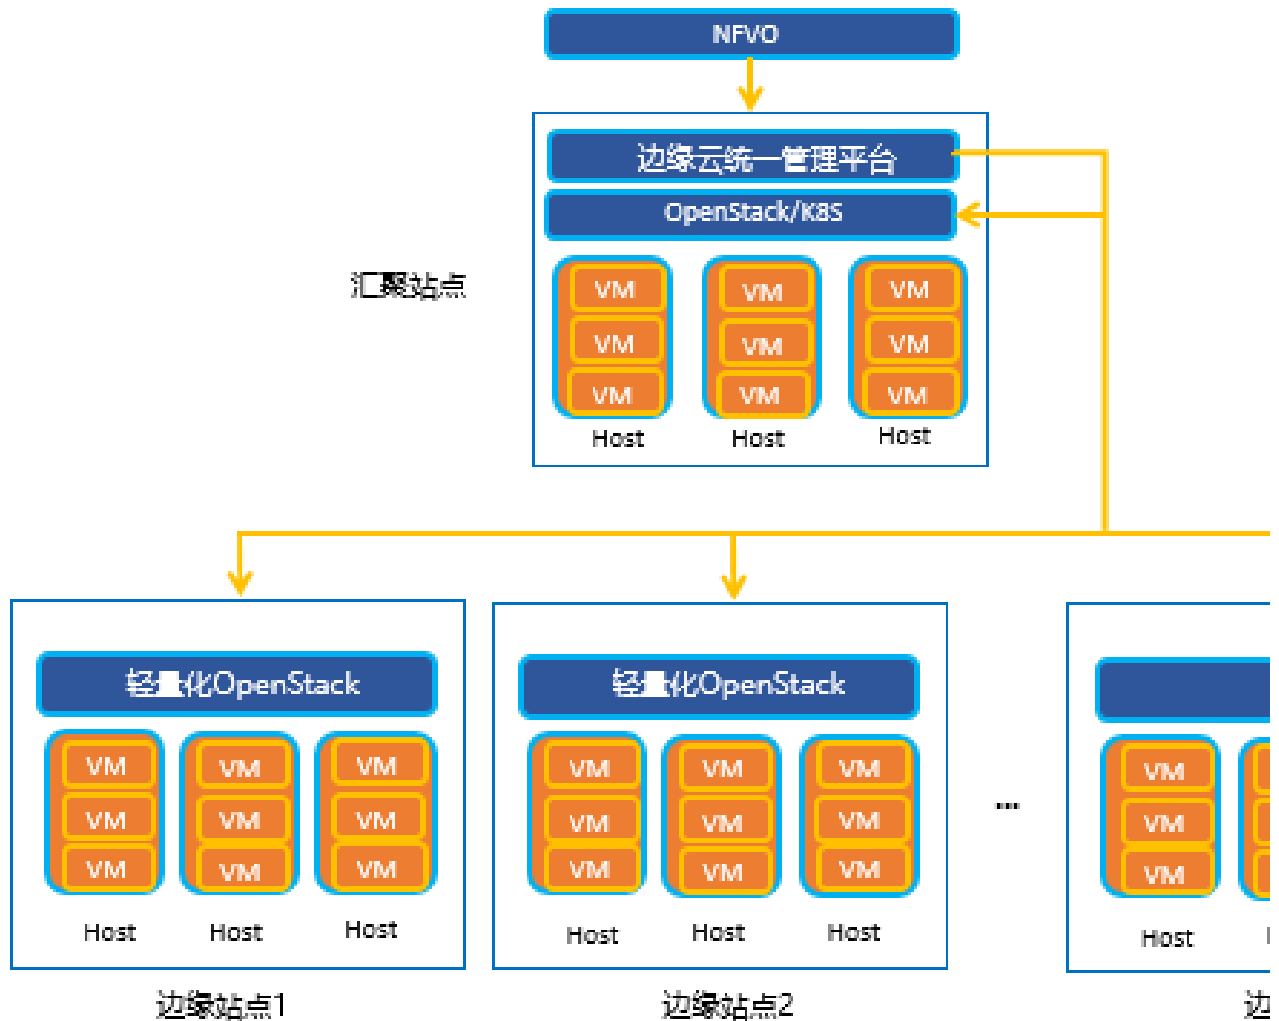 NFVO
边缘云统一管理平台
OpenStack/K8S
汇聚站点
VM VM VM
VM VM VM
VM VM VM
Host Host Host
轻量化OpenStack 轻量化OpenStack
VM VM VM VM VM VM VM
VM VM VM VM VM VM VM
VM VM VM VM VM VM VM
...
Host Host Host Host Host Host Host
边缘站点1 边缘站点2 边